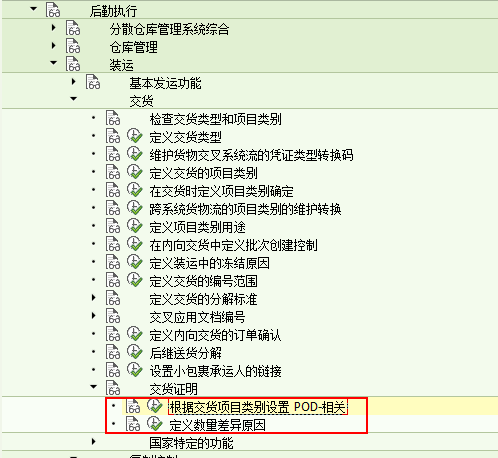 后勤执行
分散仓库管理系统综合
仓库管理
装运
基本发运功能
交货
检查交货类型和项目类别
定义交货类型
维护货物交叉系统流的凭证类型转换码
定义交货的项目类别
在交货时定义项目类别确定
跨系统货物流的项目类别的维护转换
定义项目类别用途
在内向交货中定义批次创建控制
定义装运中的冻结原因
定义交货的编号范围
定义交货的分解标准
交叉应用文档编号
定义内向交货的订单确认
后继送货分解
设置小包裹承运人的链接
交货证明
根据交货项目类别设置 POD-相关
定义数量差异原因
国家特定的功能